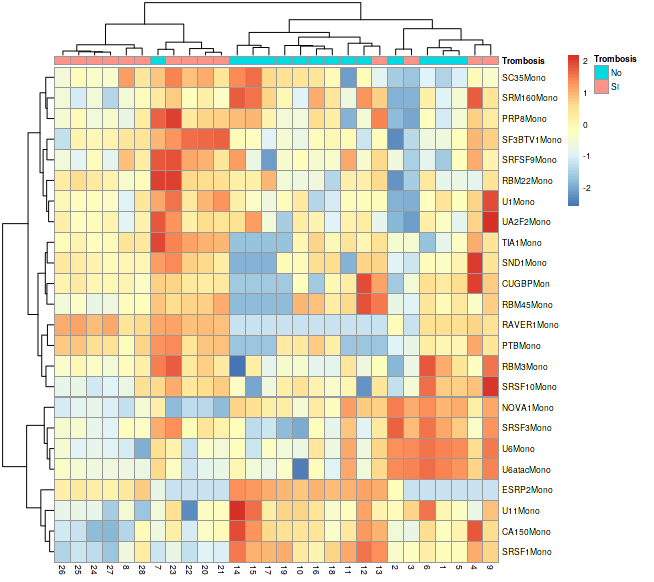 Trombosis
SC35Mono
SRM160Mono
PRP8Mono
SF3BTV1Mono
SRFSF9Mono
RBM22Mono
U1Mono
UA2F2Mono
TIA1Mono
SND1Mono
CUGBPMon
RBM45Mono
RAVER1Mono
PTBMono
RBM3Mono
SRSF10Mono
NOVA1Mono
SRSF3Mono
U6Mono
U6atacMono
ESRP2Mono
U11Mono
CA150Mono
SRSF1Mono
26 25 24 27 8 28 7 23 22 20 21 14 15 17 19 10 16 18 11 12 13 2 3 6 1 5 4 9
2
1
0
-1
-2
Trombosis
No
SI